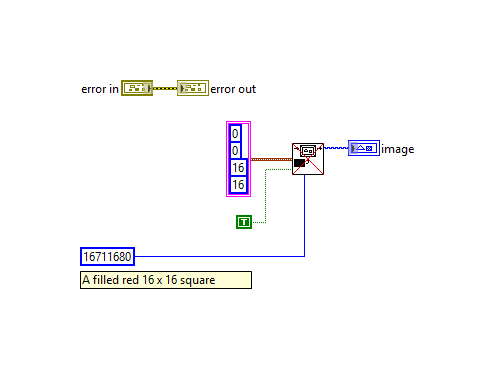 error in
error out
0
0
16
16
image
T
16711680
A filled red 16 x 16 square